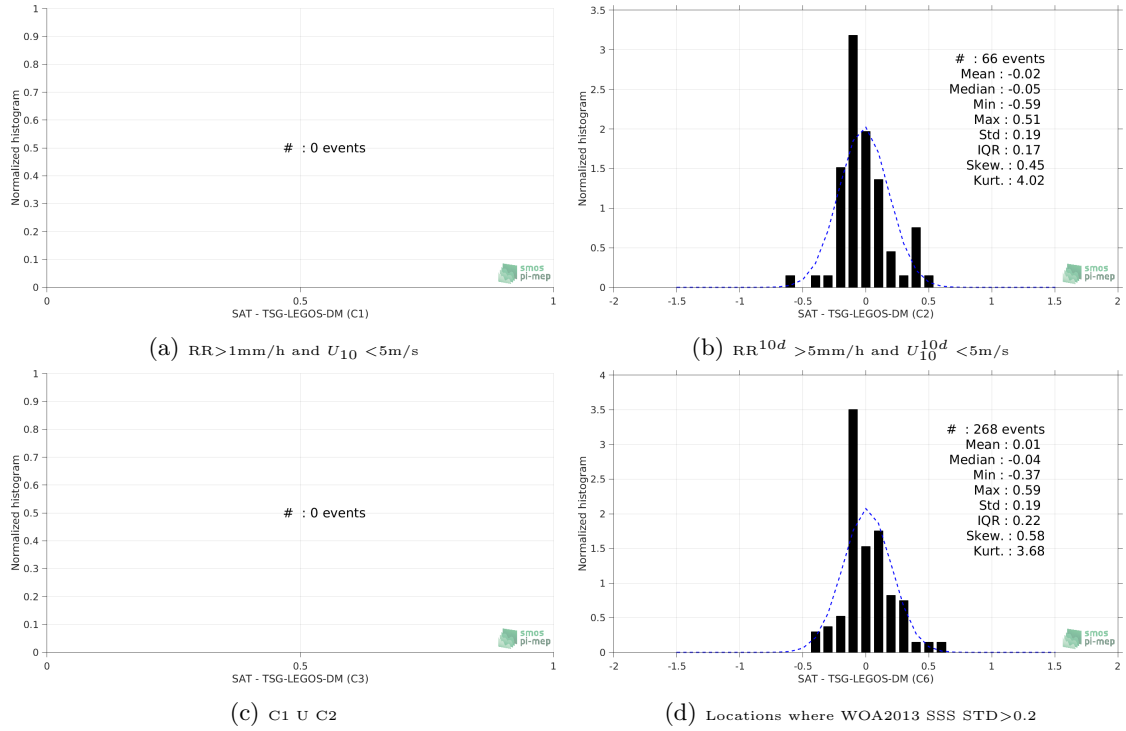 1
0.9
0.8
0.7
0.6
0.5
0.4
0.3
0.2
0.1
0
Normalized histogram
# : 0 events
smos
pi-mep
0 0.5 1
SAT - TSG-LEGOS-DM (C1)
(a) RR>1mm/h and U10 <5m/s
3.5
3
2.5
2
1.5
1
0.5
0
Normalized histogram
# : 66 events
Mean : -0.02
Median : -0.05
Min : -0.59
Max : 0.51
Std : 0.19
IQR : 0.17
Skew. : 0.45
Kurt. : 4.02
smos
pi-mep
-2 -1.5 -1 -0.5 0 0.5 1 1.5 2
SAT - TSG-LEGOS-DM (C2)
(b) RR10d >5mm/h and U10d10 <5m/s
1
0.9
0.8
0.7
0.6
0.5
0.4
0.3
0.2
0.1
0
Normalized histogram
# : 0 events
smos
pi-mep
0 0.5 1
SAT - TSG-LEGOS-DM (C3)
(c) C1 U C2
4
3.5
3
2.5
2
1.5
1
0.5
0
Normalized histogram
# : 268 events
Mean : 0.01
Median : -0.04
Min : -0.37
Max : 0.59
Std : 0.19
IQR : 0.22
Skew. : 0.58
Kurt. : 3.68
smos
pi-mep
-2 -1.5 -1 -0.5 0 0.5 1 1.5 2
SAT - TSG-LEGOS-DM (C6)
(d) Locations where WOA2013 SSS STD>0.2